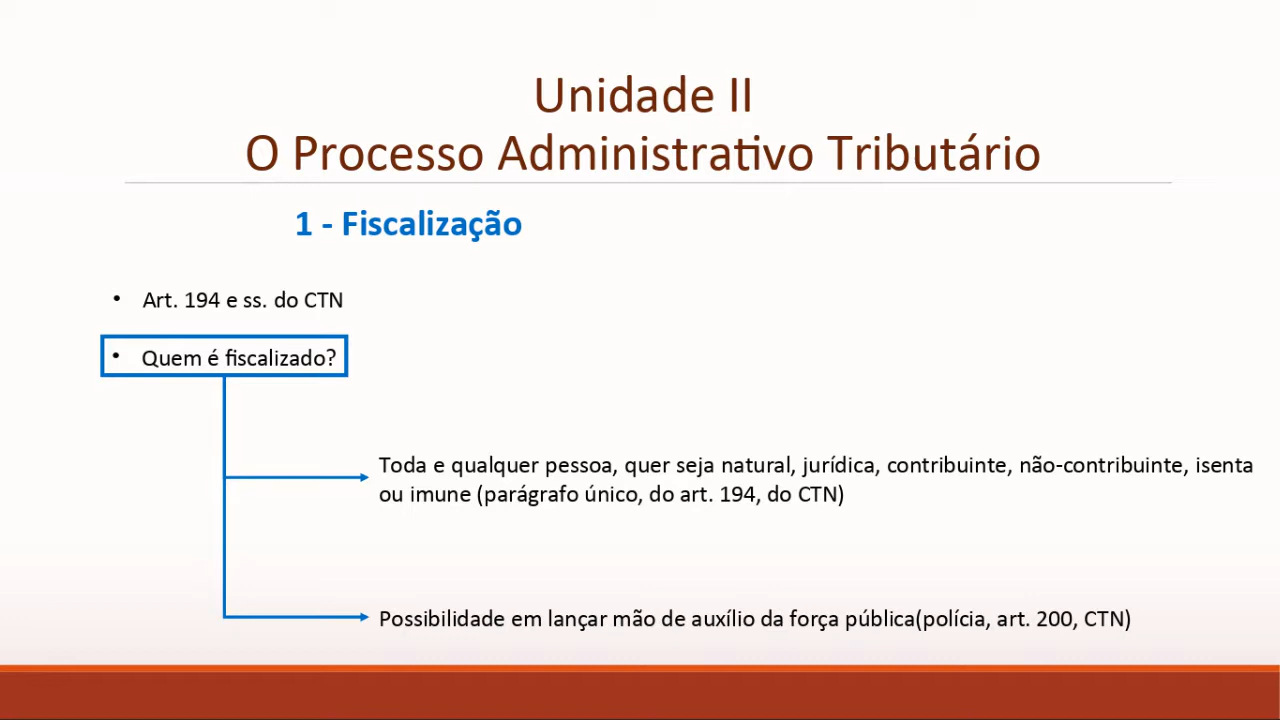 Unidade II
O Processo Administrativo Tributário
1 - Fiscalização
• Art. 194 e ss. do CTN
• Quem é fiscalizado?
Toda e qualquer pessoa, quer seja natural, jurídica, contribuinte, não-contribuinte, isenta
ou imune (parágrafo único, do art. 194, do CTN)
Possibilidade em lançar mão de auxílio da força pública(polícia, art. 200, CTN)